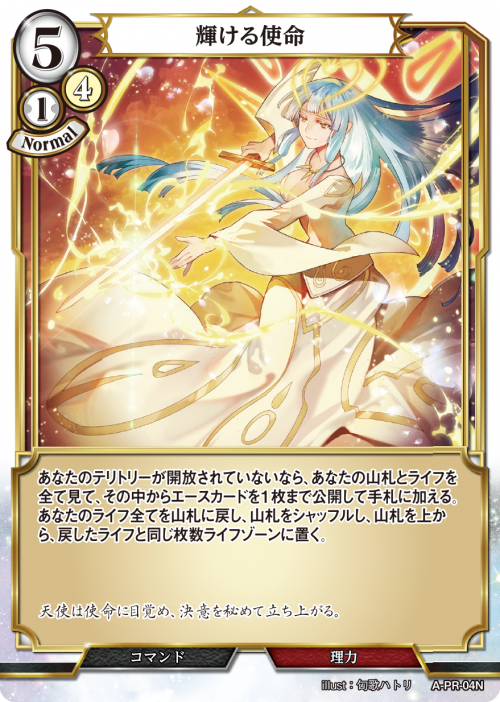 輝ける使命
5
4
1
Normal
あなたのテリトリーが開放されていないなら、あなたの山札とライフを
全て見て、その中からエースカードを1枚まで公開して手札に加える。
あなたのライフ全てを山札に戻し、山札をシャッフルし、山札を上か
ら、戻したライフと同じ枚数ライフゾーンに置く。
天使は使命に目覚め、決意を秘めて立ち上がる。
コマンド
理力
illust：匈歌ハトリ
A-PR-04N